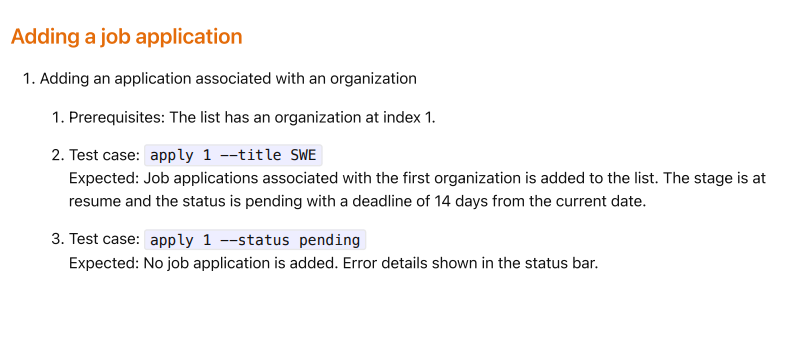 Adding a job application
1. Adding an application associated with an organization
1. Prerequisites: The list has an organization at index 1.
2. Test case: apply 1 --title SWE
Expected: Job applications associated with the first organization is added to the list. The stage is at
resume and the status is pending with a deadline of 14 days from the current date.
3. Test case: apply 1 --status pending
Expected: No job application is added. Error details shown in the status bar.